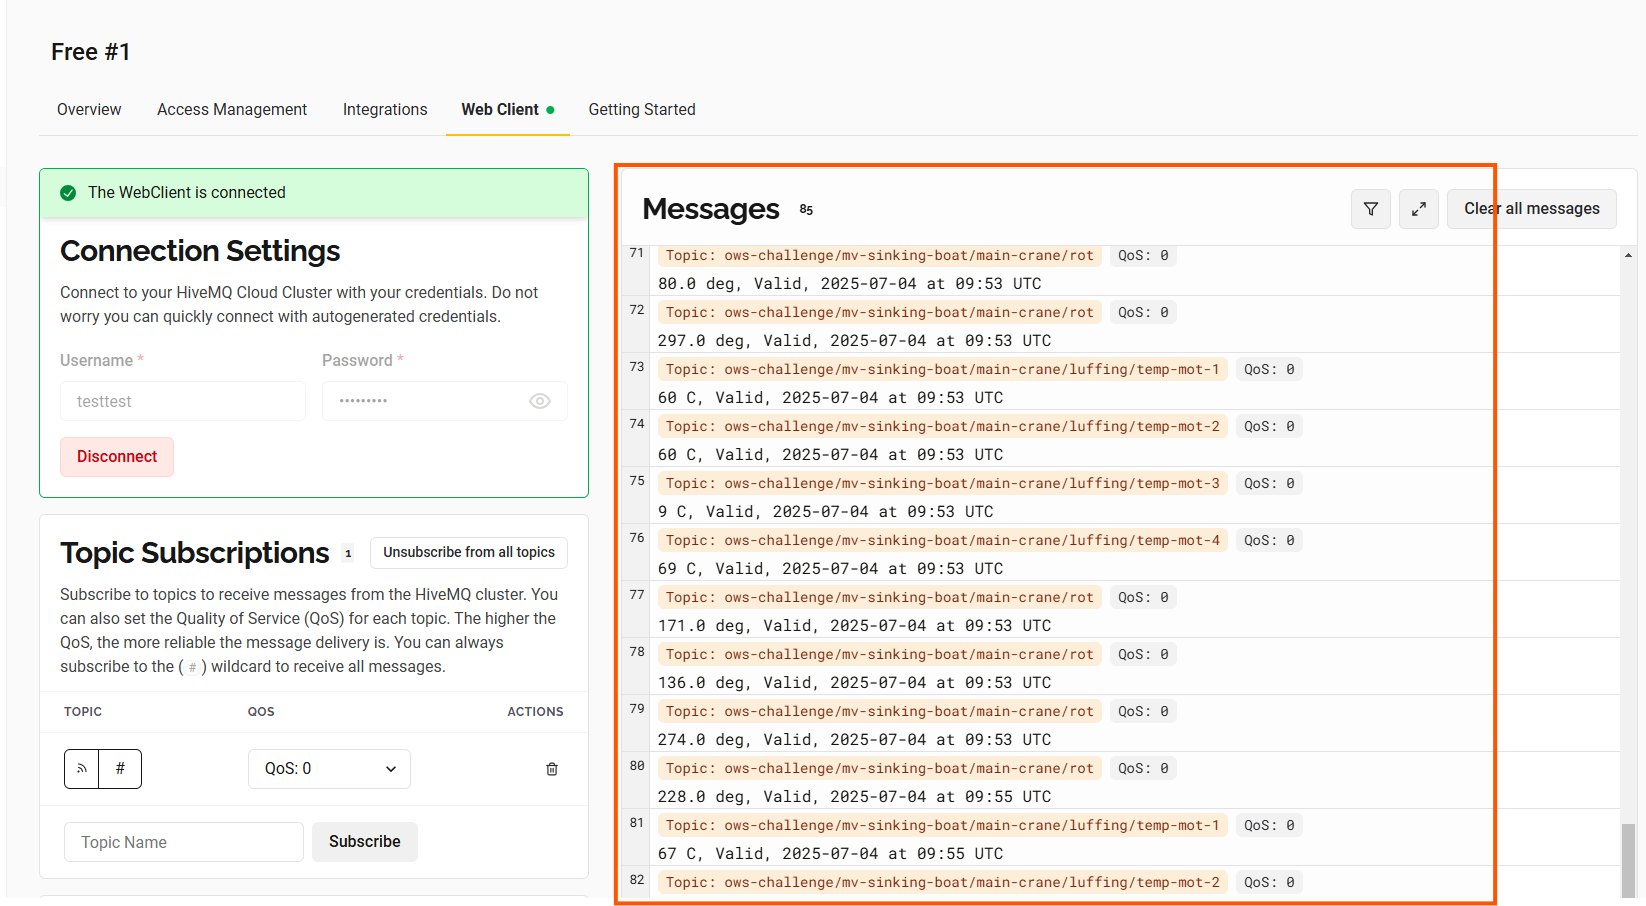 Free #1
Overview Access Management Integrations Web Client Getting Started
The WebClient is connected
Connection Settings
Connect to your HiveMQ Cloud Cluster with your credentials. Do not
worry you can quickly connect with autogenerated credentials.
Username * Password *
testtest •••••••••
Disconnect
Topic Subscriptions 1 Unsubscribe from all topics
Subscribe to topics to receive messages from the HiveMQ cluster. You
can also set the Quality of Service (QoS) for each topic. The higher the
QoS, the more reliable the message delivery is. You can always
subscribe to the ( # ) wildcard to receive all messages.
TOPIC QOS ACTIONS
# QoS: 0
Topic Name Subscribe
Messages 85 Clear all messages
71 Topic: ows-challenge/mv-sinking-boat/main-crane/rot QoS: 0
80.0 deg, Valid, 2025-07-04 at 09:53 UTC
72 Topic: ows-challenge/mv-sinking-boat/main-crane/rot QoS: 0
297.0 deg, Valid, 2025-07-04 at 09:53 UTC
73 Topic: ows-challenge/mv-sinking-boat/main-crane/luffing/temp-mot-1 QoS: 0
60 C, Valid, 2025-07-04 at 09:53 UTC
74 Topic: ows-challenge/mv-sinking-boat/main-crane/luffing/temp-mot-2 QoS: 0
60 C, Valid, 2025-07-04 at 09:53 UTC
75 Topic: ows-challenge/mv-sinking-boat/main-crane/luffing/temp-mot-3 QoS: 0
9 C, Valid, 2025-07-04 at 09:53 UTC
76 Topic: ows-challenge/mv-sinking-boat/main-crane/luffing/temp-mot-4 QoS: 0
69 C, Valid, 2025-07-04 at 09:53 UTC
77 Topic: ows-challenge/mv-sinking-boat/main-crane/rot QoS: 0
171.0 deg, Valid, 2025-07-04 at 09:53 UTC
78 Topic: ows-challenge/mv-sinking-boat/main-crane/rot QoS: 0
136.0 deg, Valid, 2025-07-04 at 09:53 UTC
79 Topic: ows-challenge/mv-sinking-boat/main-crane/rot QoS: 0
274.0 deg, Valid, 2025-07-04 at 09:53 UTC
80 Topic: ows-challenge/mv-sinking-boat/main-crane/rot QoS: 0
228.0 deg, Valid, 2025-07-04 at 09:55 UTC
81 Topic: ows-challenge/mv-sinking-boat/main-crane/luffing/temp-mot-1 QoS: 0
67 C, Valid, 2025-07-04 at 09:55 UTC
82 Topic: ows-challenge/mv-sinking-boat/main-crane/luffing/temp-mot-2 QoS: 0